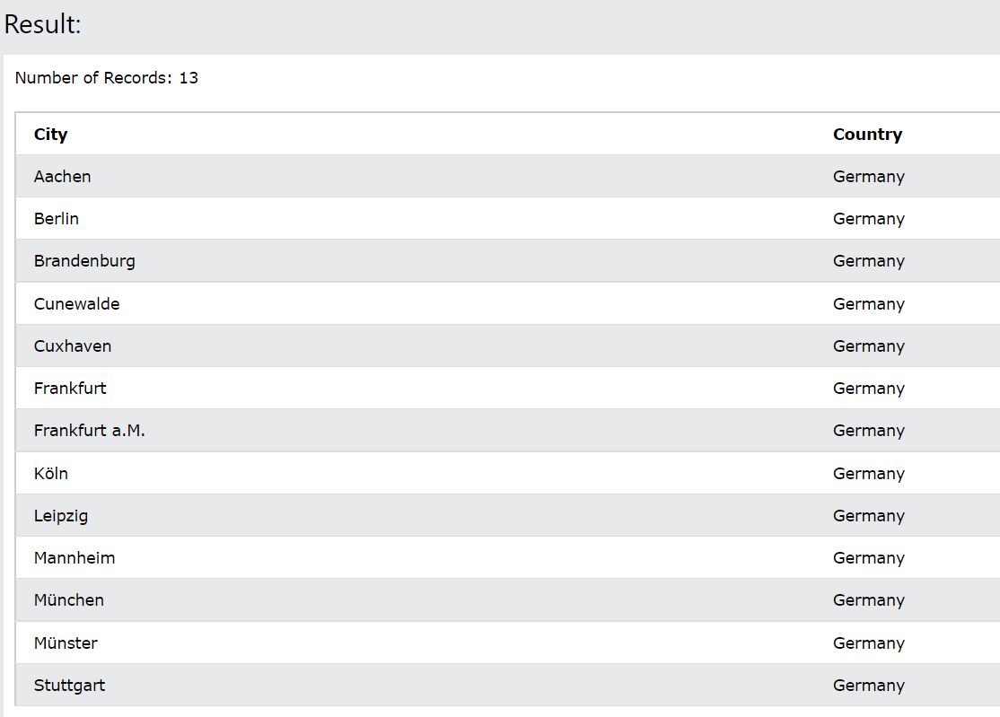 Result:
Number of Records: 13
City Country
Aachen Germany
Berlin Germany
Brandenburg Germany
Cunewalde Germany
Cuxhaven Germany
Frankfurt Germany
Frankfurt a.M. Germany
Köln Germany
Leipzig Germany
Mannheim Germany
München Germany
Münster Germany
Stuttgart Germany